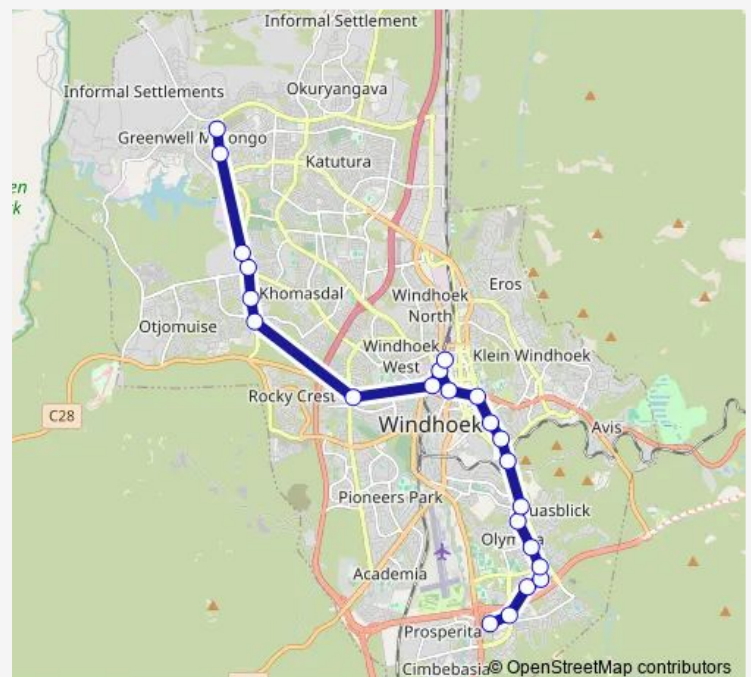 Informal Settlement
Informal Settlements
Okuryangava
Greenwell M
ongo
Katutura
en
Eros
Khomasdal
Windhoek
North
Otjomuise
Windhoek
West
Klein Windhoek
Rocky Crest
C28
Windhoek
Avis
Pioneers Park
uasblick
Olym
a
Academia
Prosperita
Cimbebasia
© OpenStreetMap contributors